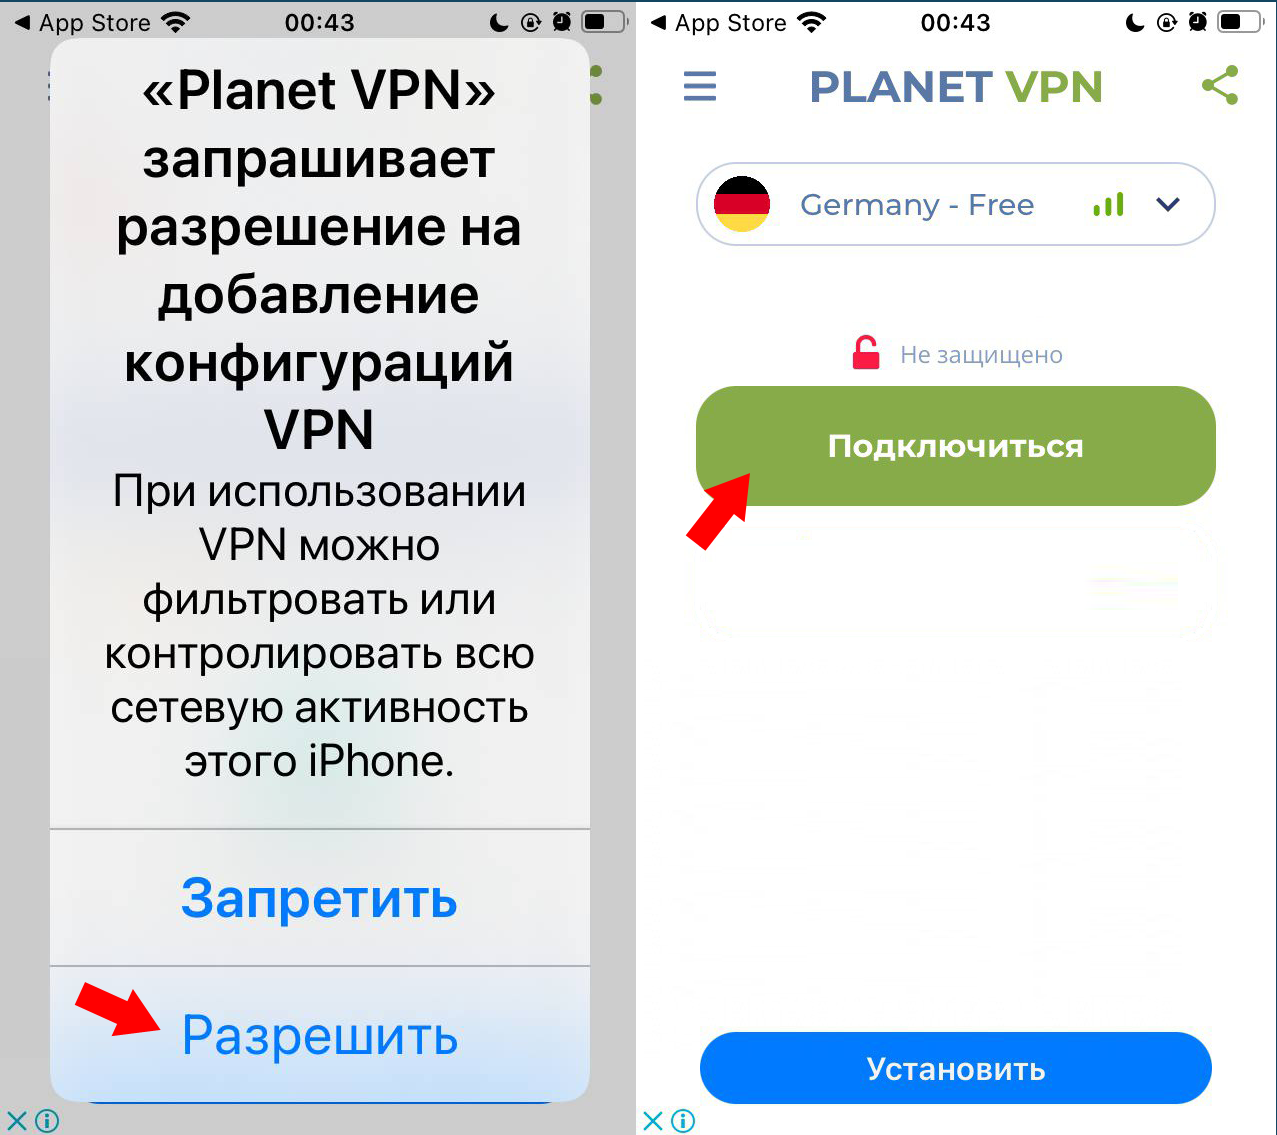 App Store 00:43
«Planet VPN»
запрашивает
разрешение на
добавление
конфигураций
VPN
При использовании
VPN можно
фильтровать или
контролировать всю
сетевую активность
этого iPhone.
Запретить
Разрешить
App Store 00:43
PLANET VPN
Germany - Free
Не защищено
Подключиться
Установить